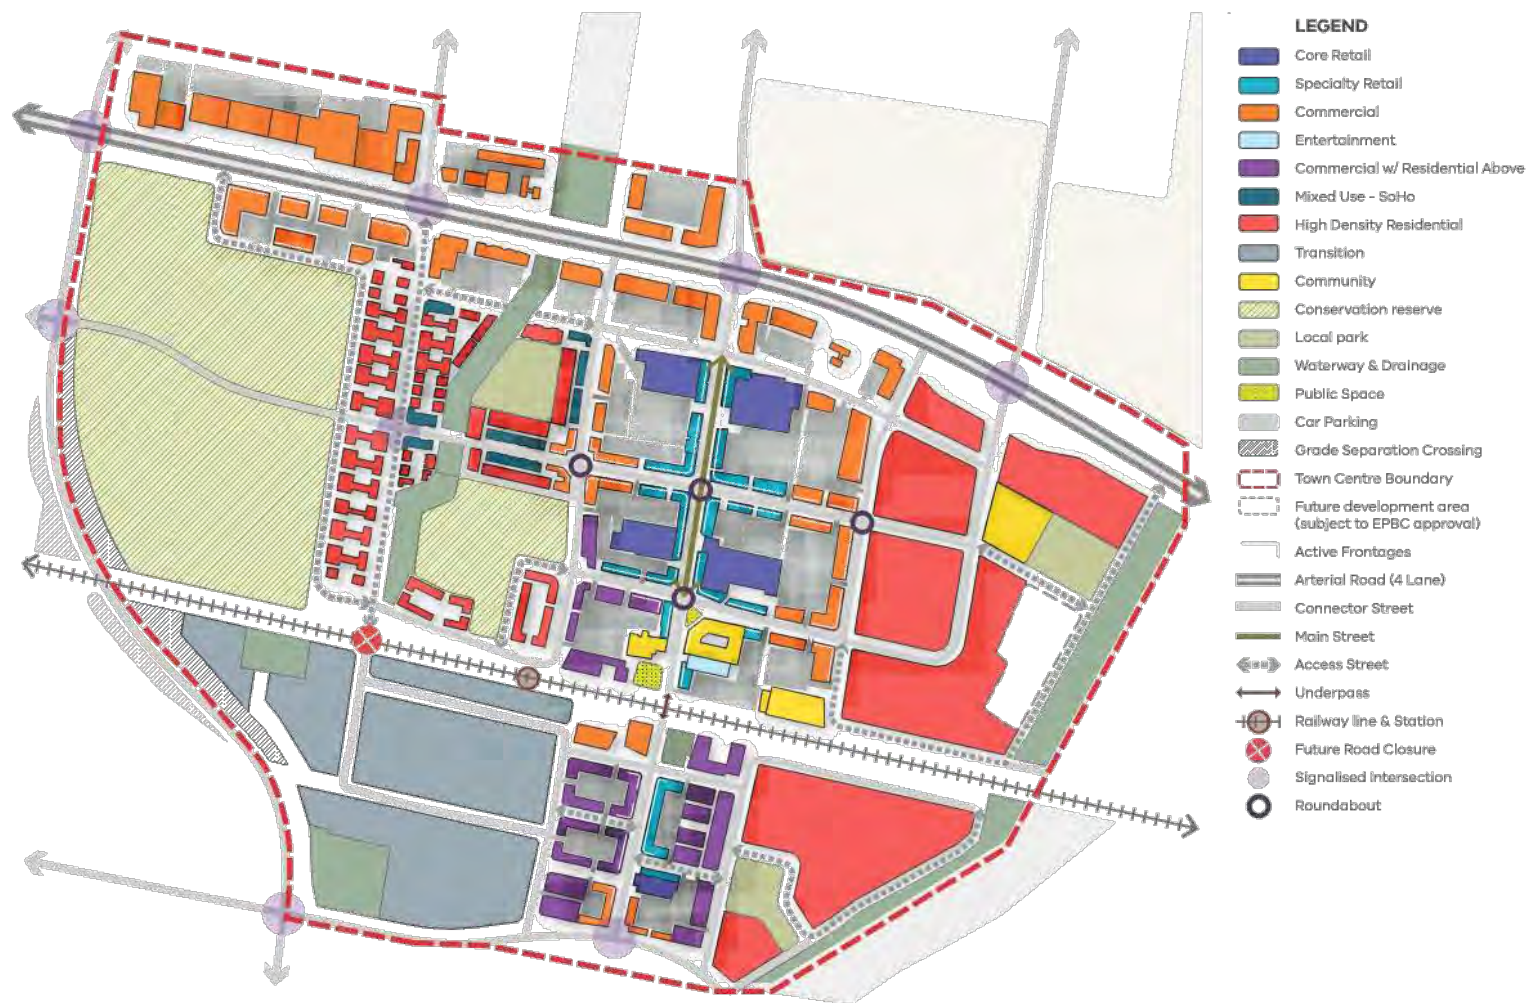 LEGEND
Core Retail
Specialty Retail
Commercial
Entertainment
Commercial w/ Residential Above
Mixed Use - SoHo
High Density Residential
Transition
Community
Conservation reserve
Local park
Waterway & Drainage
Public Space
Car Parking
Grade Separation Crossing
Town Centre Boundary
Future development area
(subject to EPBC approval)
Active Frontages
Arterial Road (4 Lane)
Connector Street
Main Street
Access Street
Underpass
Railway line & Station
Future Road Closure
Signalised Intersection
Roundabout